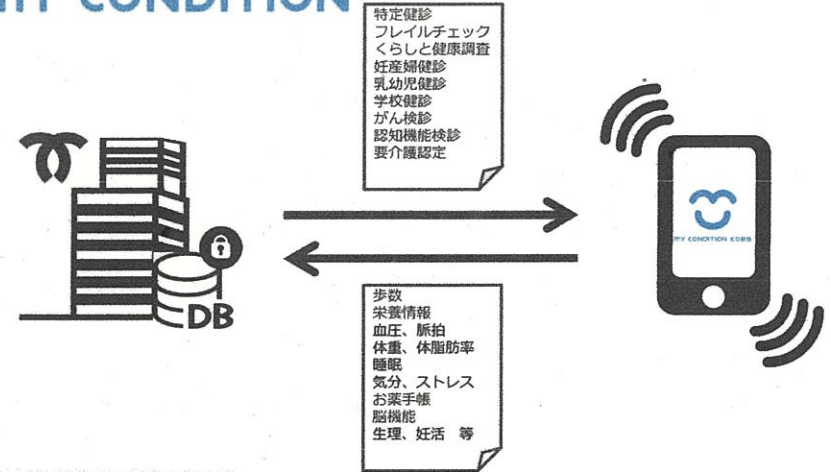 MY CONDITION
特定健診
フレイルチェック
くらしと健康調査
妊産婦健診
乳幼児健診
学校健診
がん検診
認知機能検診
要介護認定
MY CONDITION KOBE
DB
歩数
栄養情報
血圧、脈拍
体重、体脂肪率
睡眠
気分、ストレス
お薬手帳
脳機能
生理、妊活 等